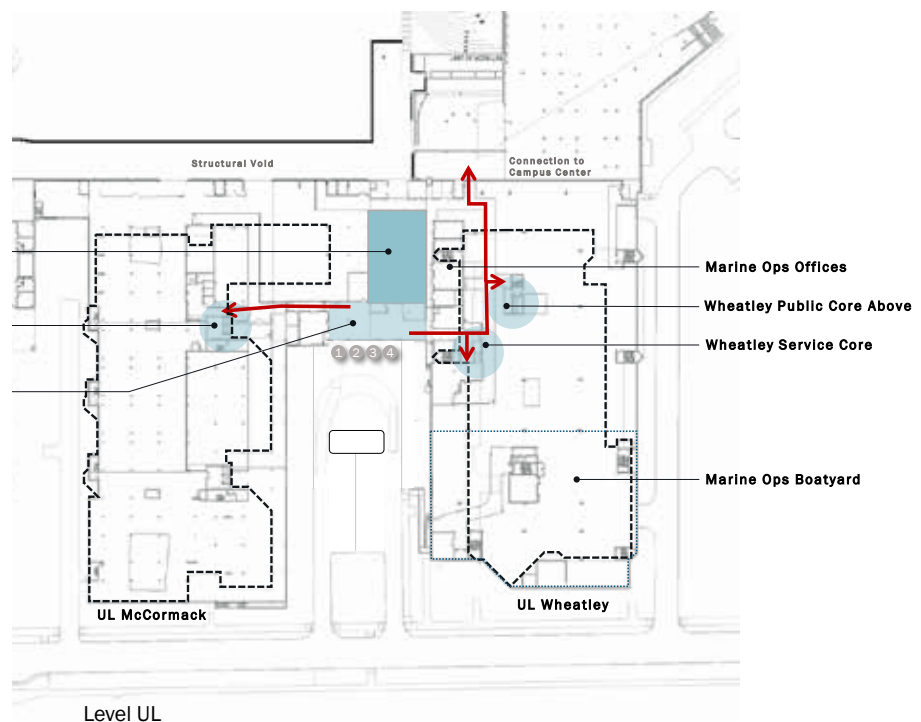 Structural Void
Connection to
Campus Center
Marine Ops Offices
Wheatley Public Core Above
Wheatley Service Core
1 2 3 4
Marine Ops Boatyard
UL McCormack
UL Wheatley
Level UL